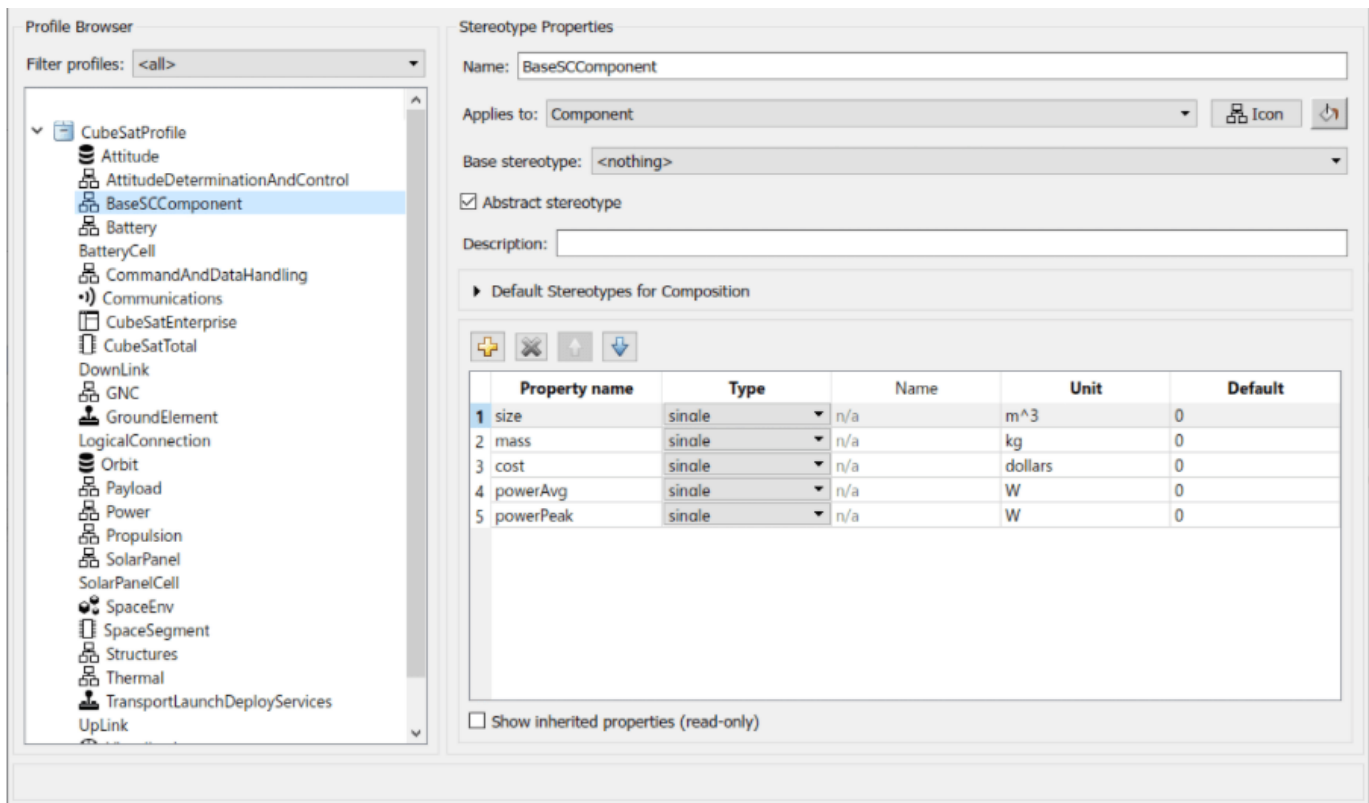 Profile Browser
Filter profiles: <all>
CubeSatProfile
Attitude
AttitudeDeterminationAndControl
BaseSCComponent
Battery
BatteryCell
CommandAndDataHandling
Communications
CubeSatEnterprise
CubeSatTotal
DownLink
GNC
GroundElement
LogicalConnection
Orbit
Payload
Power
Propulsion
SolarPanel
SolarPanelCell
SpaceEnv
SpaceSegment
Structures
Thermal
TransportLaunchDeployServices
UpLink
Stereotype Properties
Name: BaseSCComponent
Applies to: Component Icon
Base stereotype: <nothing>
Abstract stereotype
Description:
Default Stereotypes for Composition
Property name Type Name Unit Default
1 size single n/a m^3 0
2 mass single n/a kg 0
3 cost single n/a dollars 0
4 powerAvg single n/a W 0
5 powerPeak single n/a W 0
Show inherited properties (read-only)